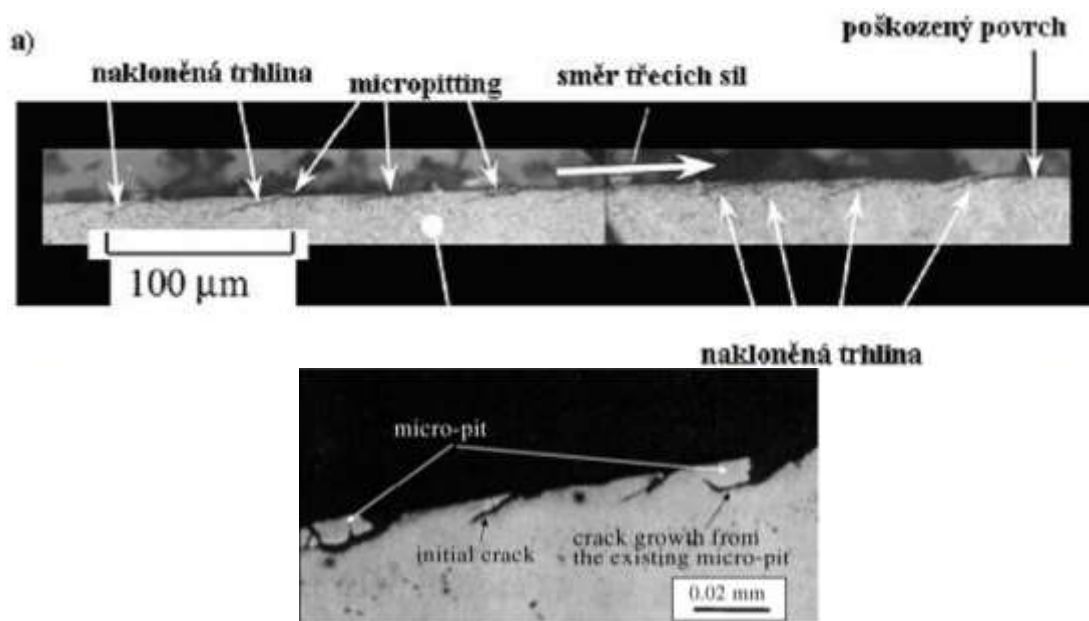 a)
poškozený povrch
nakloněná trhlina
micropitting
směr třecích sil
100 µm
nakloněná trhlina
micro-pit
initial crack
crack growth from
the existing micro-pit
0.02 mm